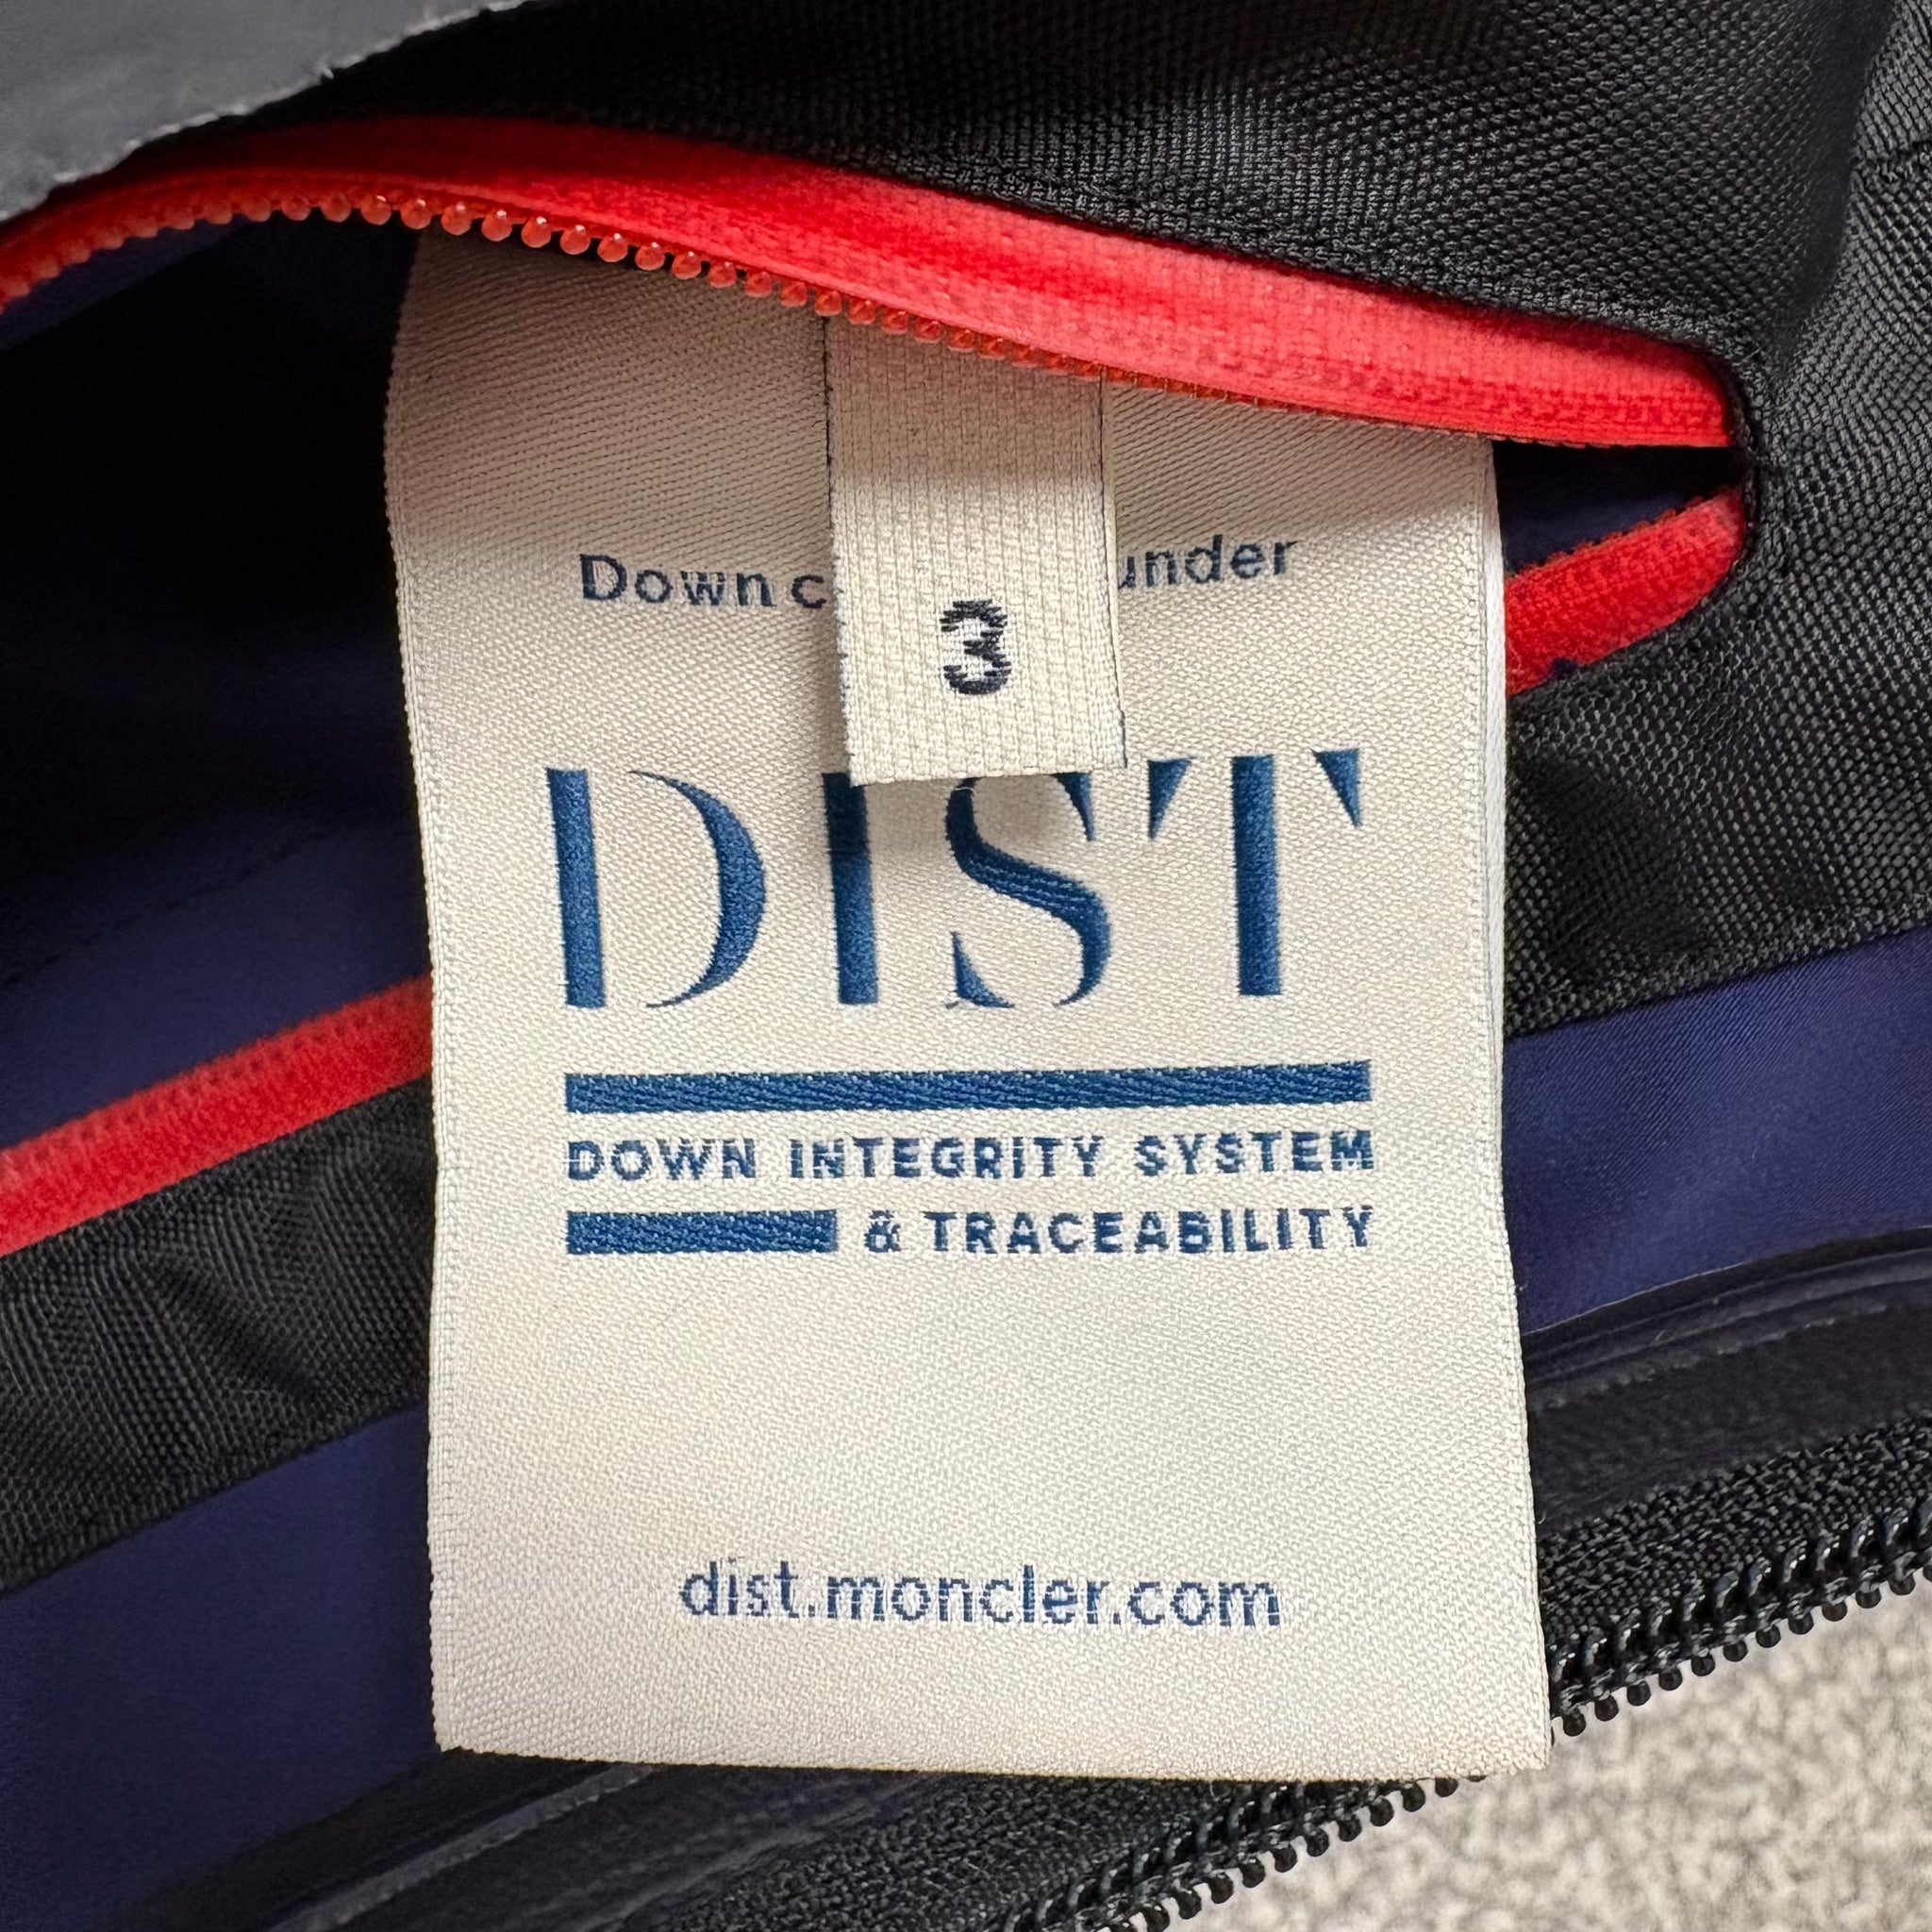 Down
under
3
DIST
DOWN INTEGRITY SYSTEM
& TRACEABILITY
dist.moncler.com